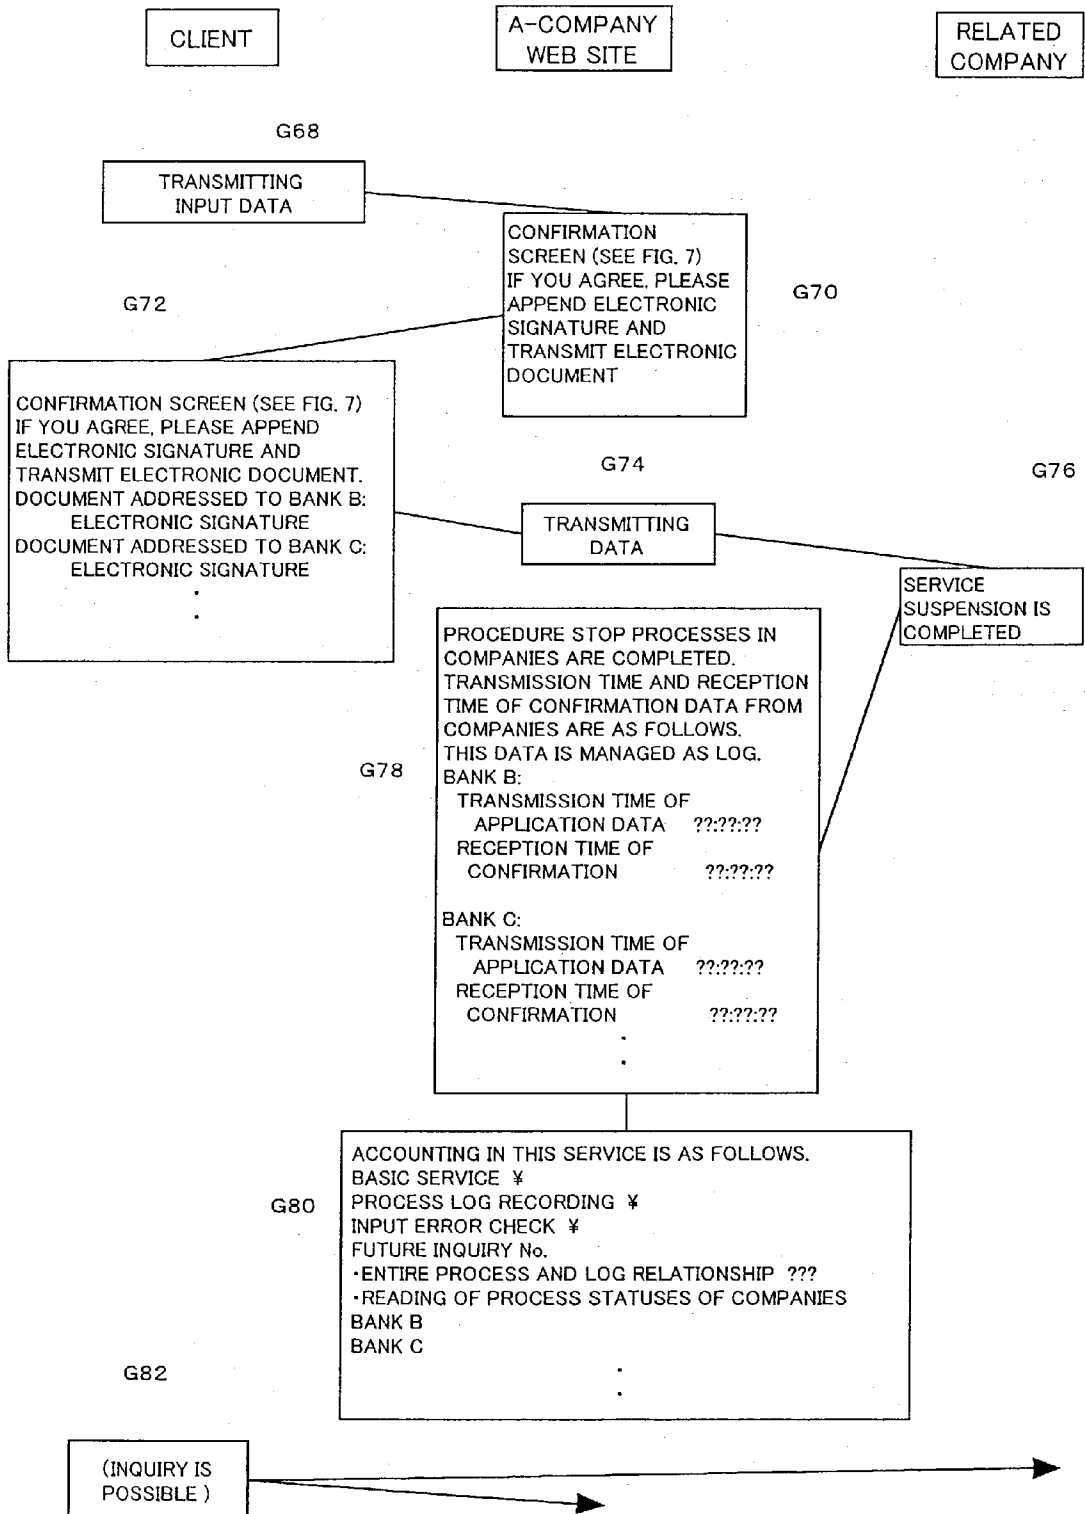 CLIENT
A-COMPANY
WEB SITE
RELATED
COMPANY
G68
TRANSMITTING
INPUT DATA
CONFIRMATION
SCREEN (SEE FIG. 7)
IF YOU AGREE, PLEASE
APPEND ELECTRONIC
SIGNATURE AND
TRANSMIT ELECTRONIC
DOCUMENT
G70
G72
CONFIRMATION SCREEN (SEE FIG. 7)
IF YOU AGREE, PLEASE APPEND
ELECTRONIC SIGNATURE AND
TRANSMIT ELECTRONIC DOCUMENT.
DOCUMENT ADDRESSED TO BANK B:
ELECTRONIC SIGNATURE
DOCUMENT ADDRESSED TO BANK C:
ELECTRONIC SIGNATURE
.
.
G74
TRANSMITTING
DATA
G76
SERVICE
SUSPENSION IS
COMPLETED
G78
PROCEDURE STOP PROCESSES IN
COMPANIES ARE COMPLETED.
TRANSMISSION TIME AND RECEPTION
TIME OF CONFIRMATION DATA FROM
COMPANIES ARE AS FOLLOWS.
THIS DATA IS MANAGED AS LOG.
BANK B:
TRANSMISSION TIME OF
APPLICATION DATA ??:??:??
RECEPTION TIME OF
CONFIRMATION ??:??:??
BANK C:
TRANSMISSION TIME OF
APPLICATION DATA ??:??:??
RECEPTION TIME OF
CONFIRMATION ??:??:??
.
.
G80
ACCOUNTING IN THIS SERVICE IS AS FOLLOWS.
BASIC SERVICE ¥
PROCESS LOG RECORDING ¥
INPUT ERROR CHECK ¥
FUTURE INQUIRY No.
・ENTIRE PROCESS AND LOG RELATIONSHIP ???
・READING OF PROCESS STATUSES OF COMPANIES
BANK B
BANK C
.
.
G82
(INQUIRY IS
POSSIBLE )